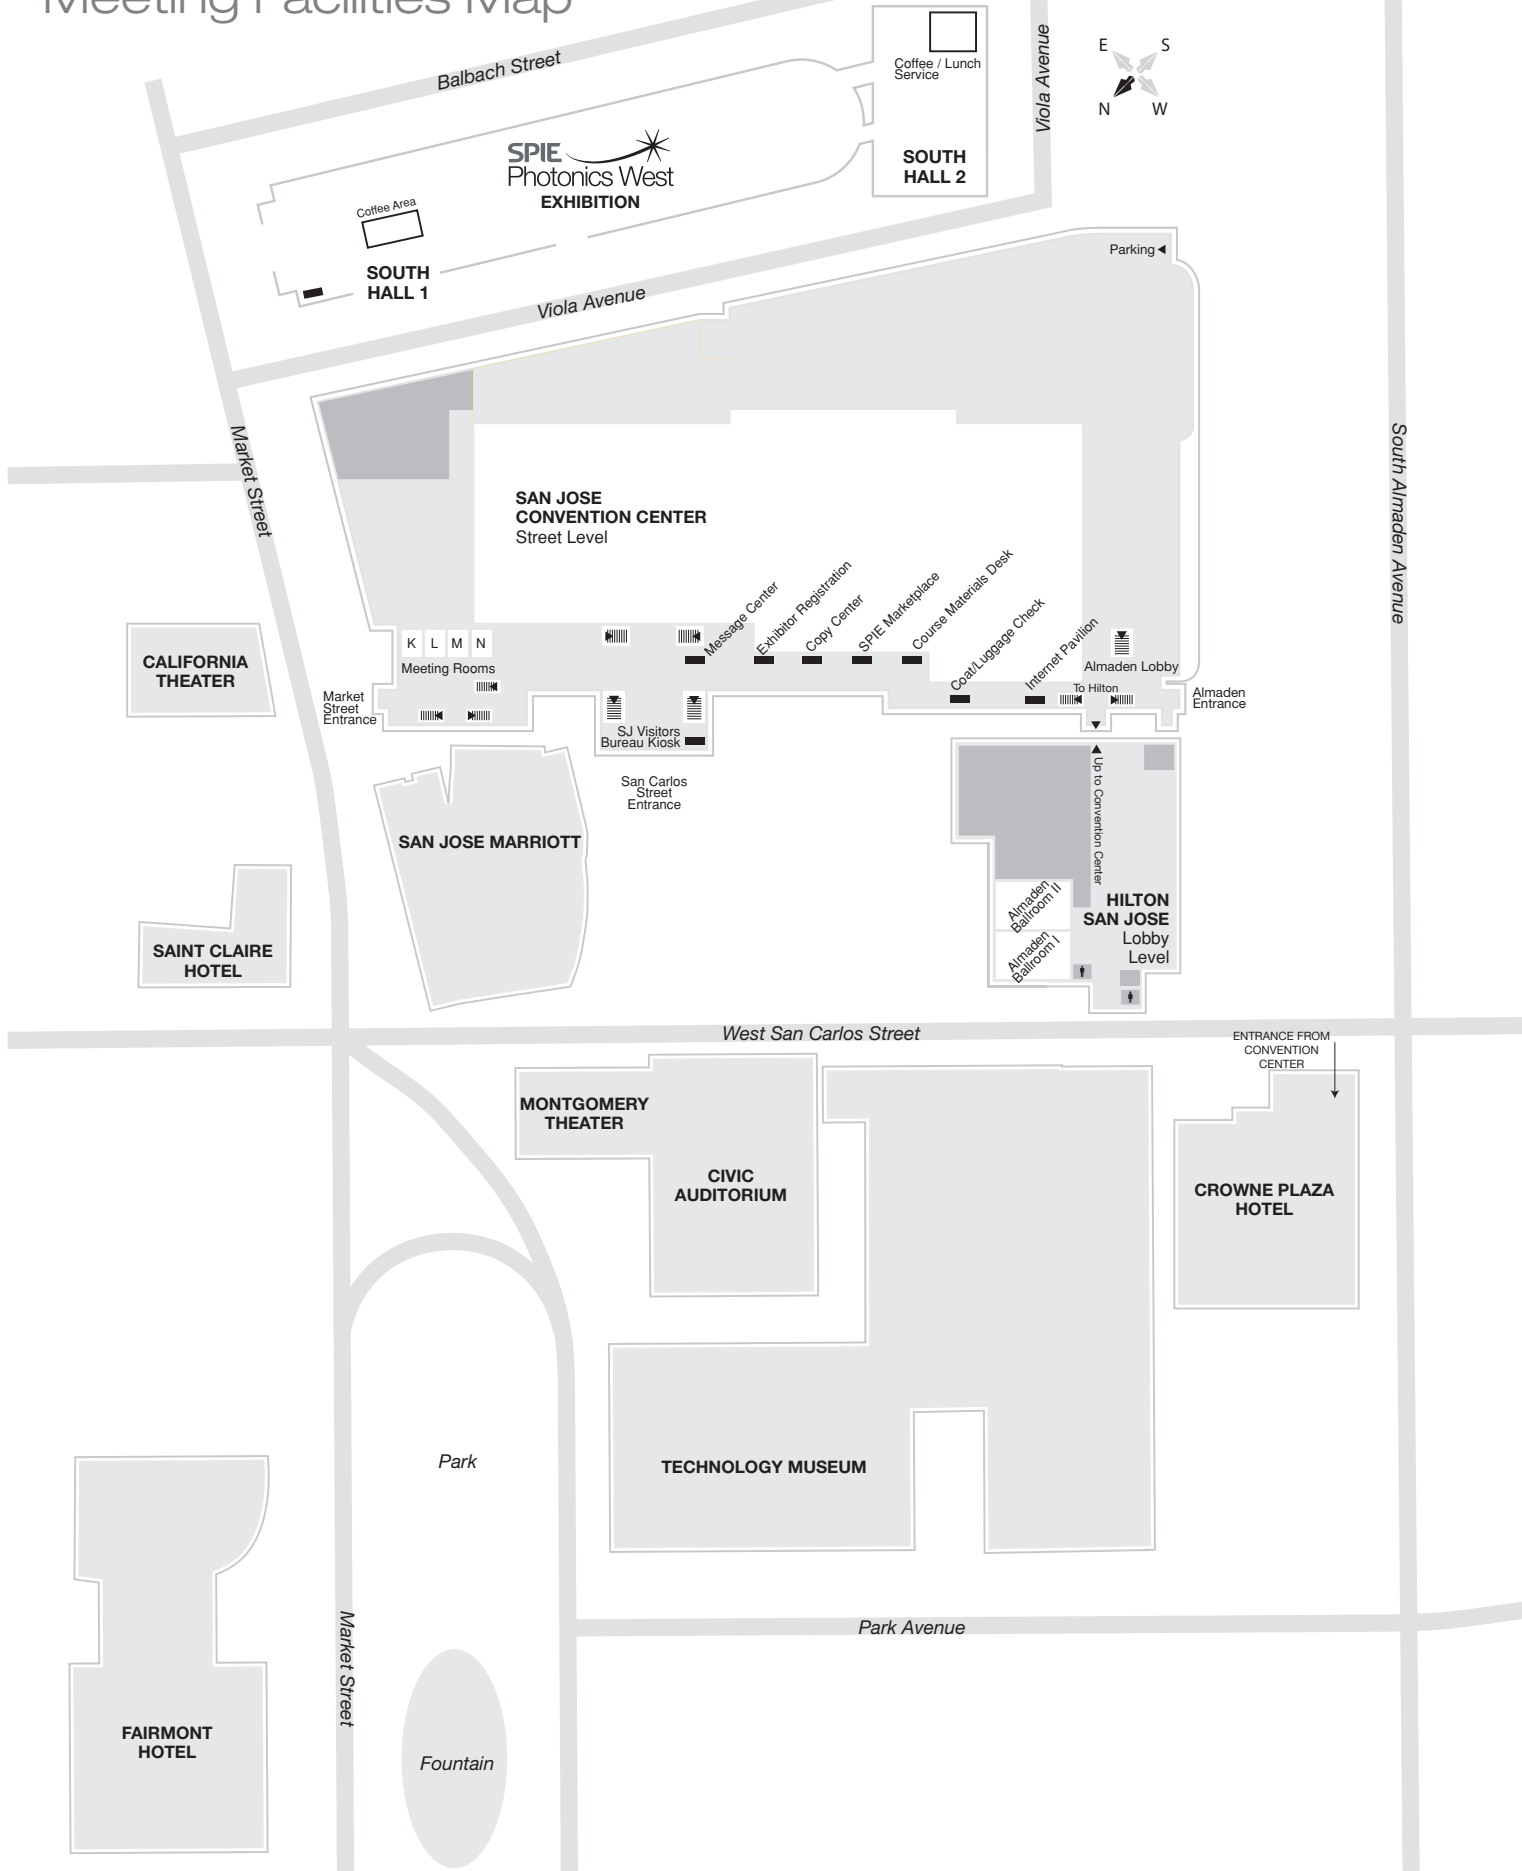 Meeting Facilities Map
Balbach Street
Viola Avenue
E
S
N
W
Coffee / Lunch
Service
SOUTH
HALL 2
SPIE
Photonics West
EXHIBITION
Coffee Area
SOUTH
HALL 1
Viola Avenue
Parking
Market Street
South Almaden Avenue
SAN JOSE
CONVENTION CENTER
Street Level
Message Center
Exhibitor Registration
Copy Center
SPIE Marketplace
Course Materials Desk
Coat/Luggage Check
Internet Pavilion
K L M N
Meeting Rooms
Almaden Lobby
To Hilton
Market
Street
Entrance
Almaden
Entrance
CALIFORNIA
THEATER
SJ Visitors
Bureau Kiosk
San Carlos
Street
Entrance
Up to Convention Center
SAN JOSE MARRIOTT
Almaden
Ballroom II
Almaden
Ballroom I
HILTON
SAN JOSE
Lobby
Level
SAINT CLAIRE
HOTEL
West San Carlos Street
ENTRANCE FROM
CONVENTION
CENTER
MONTGOMERY
THEATER
CIVIC
AUDITORIUM
CROWNE PLAZA
HOTEL
Park
TECHNOLOGY MUSEUM
Park Avenue
Market Street
FAIRMONT
HOTEL
Fountain